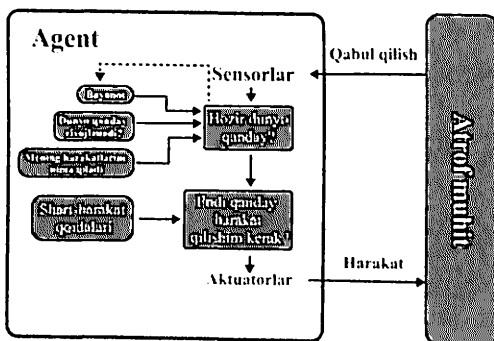 Agent
Qabul qilish
Sensorlar
Bayonot
Dunyo qanday
Hozir dunyo
qanday?
Mening harakatlarim
nima qiladi
Shart-harakat
qoidalari
Endi qanday
harakat
qilishim kerak?
Aktuatorlar
Harakat
Atrof muhit